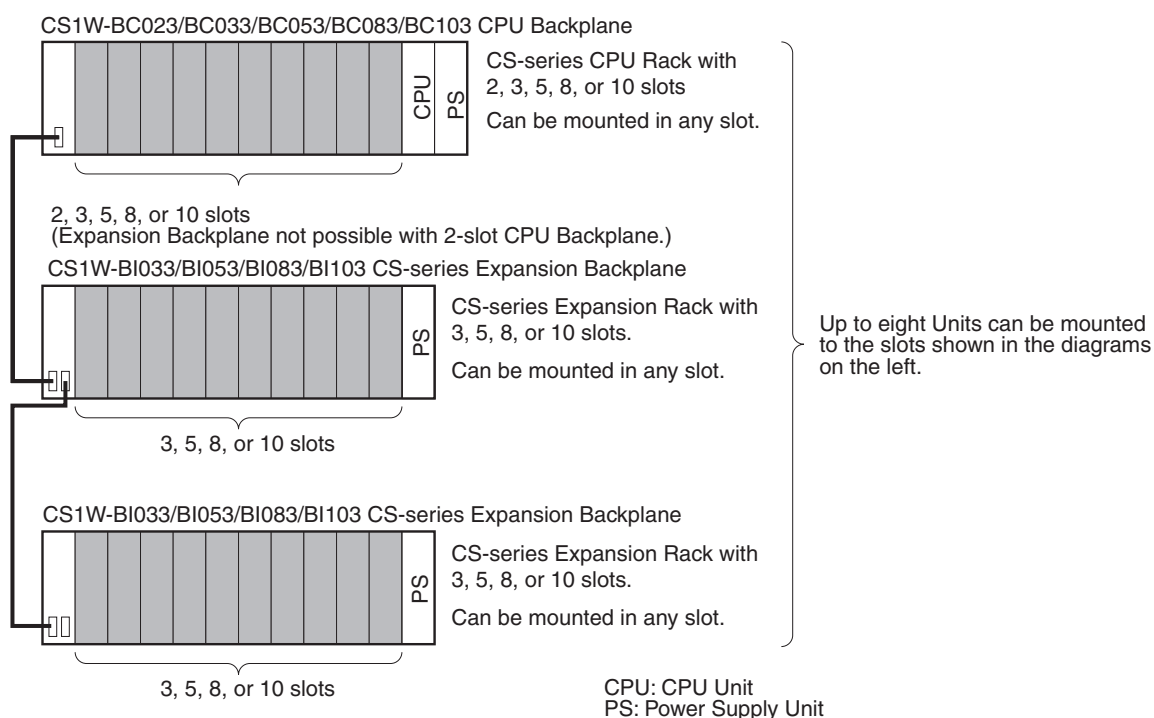 CS1W-BC023/BC033/BC053/BC083/BC103 CPU Backplane
CPU
PS
CS-series CPU Rack with
2, 3, 5, 8, or 10 slots
Can be mounted in any slot.
2, 3, 5, 8, or 10 slots
(Expansion Backplane not possible with 2-slot CPU Backplane.)
CS1W-BI033/BI053/BI083/BI103 CS-series Expansion Backplane
PS
CS-series Expansion Rack with
3, 5, 8, or 10 slots.
Can be mounted in any slot.
3, 5, 8, or 10 slots
Up to eight Units can be mounted
to the slots shown in the diagrams
on the left.
CS1W-BI033/BI053/BI083/BI103 CS-series Expansion Backplane
PS
CS-series Expansion Rack with
3, 5, 8, or 10 slots.
Can be mounted in any slot.
3, 5, 8, or 10 slots
CPU: CPU Unit
PS: Power Supply Unit